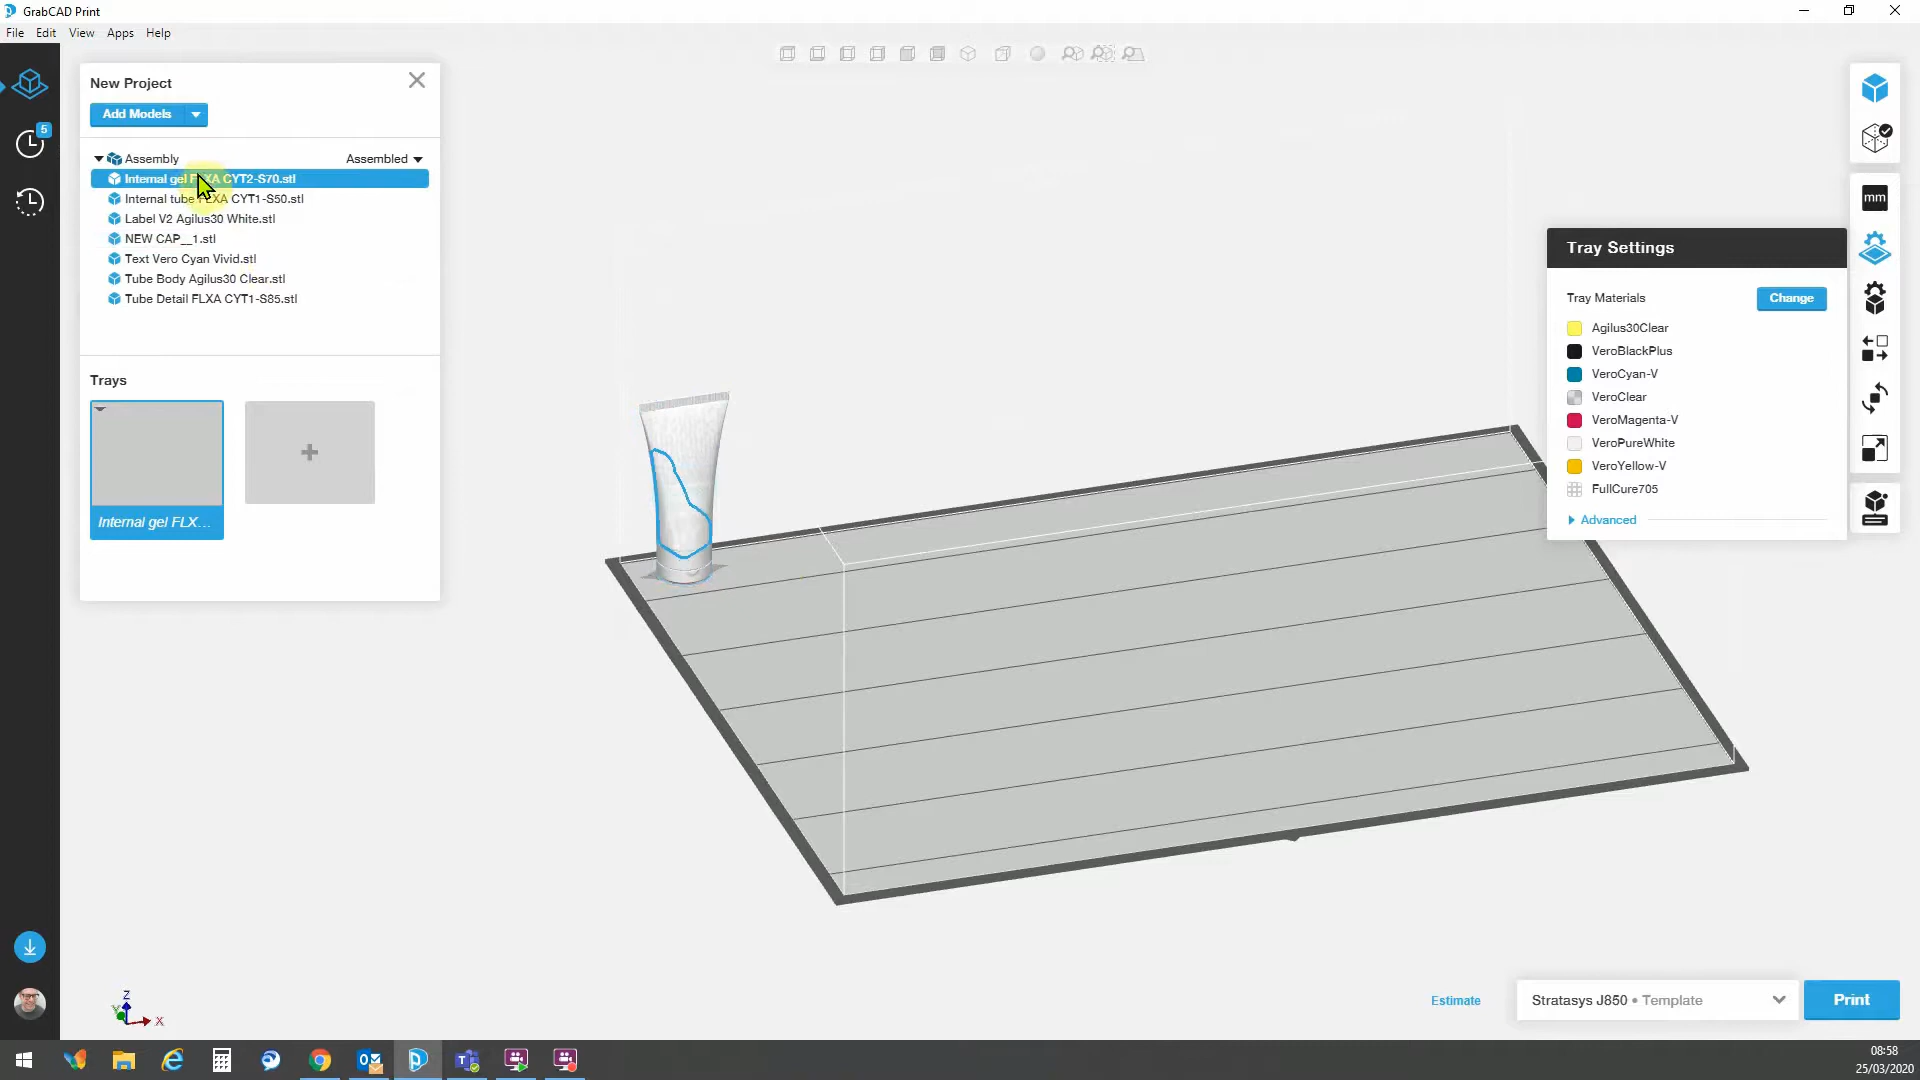 GrabCAD Print
File Edit View Apps Help
5
New Project
Add Models
Assembly
Assembled
Internal gel FLXA CYT2-S70.stl
Internal tube FLXA CYT1-S50.stl
Label V2 Agilus30 White.stl
NEW CAP__1.stl
Text Vero Cyan Vivid.stl
Tube Body Agilus30 Clear.stl
Tube Detail FLXA CYT1-S85.stl
Trays
Internal gel FLX...
mm
Tray Settings
Tray Materials
Change
Agilus30Clear
VeroBlackPlus
VeroCyan-V
VeroClear
VeroMagenta-V
VeroPureWhite
VeroYellow-V
FullCure705
Advanced
Z
Y
X
Estimate
Stratasys J850 • Template
Print
08:58
25/03/2020